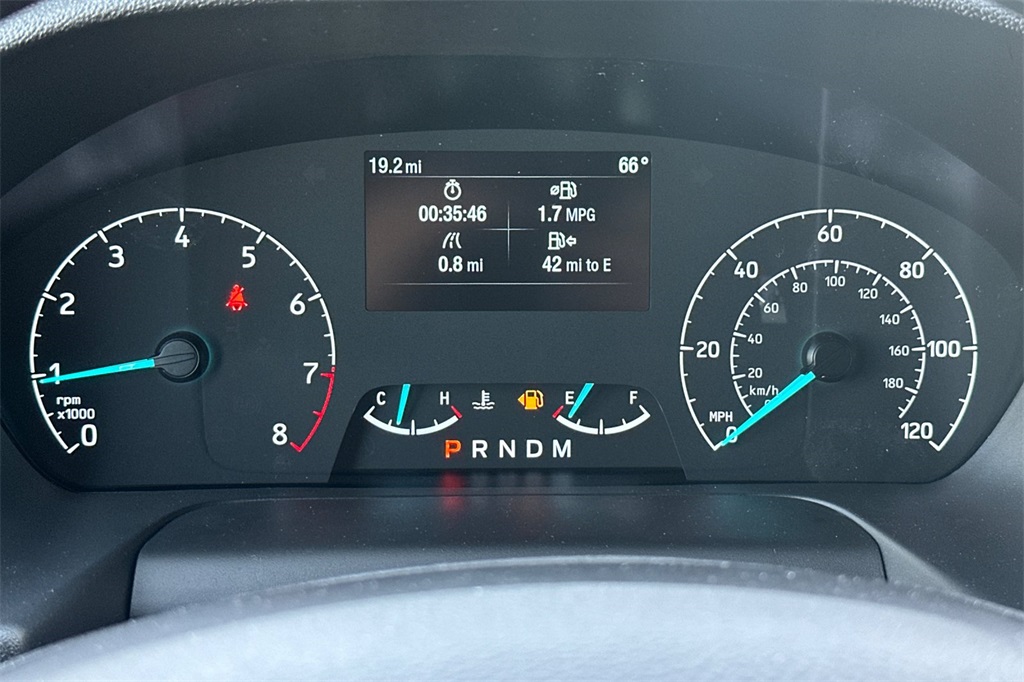 19.2 mi 66°
00:35:46 1.7 MPG
0.8 mi 42 mi to E
0 1 2 3 4 5 6 7 8
rpm
x1000
C H E F
P R N D M
0 20 40 60 80 100 120
MPH
20 40 60 80 100 120 140 160 180
km/h